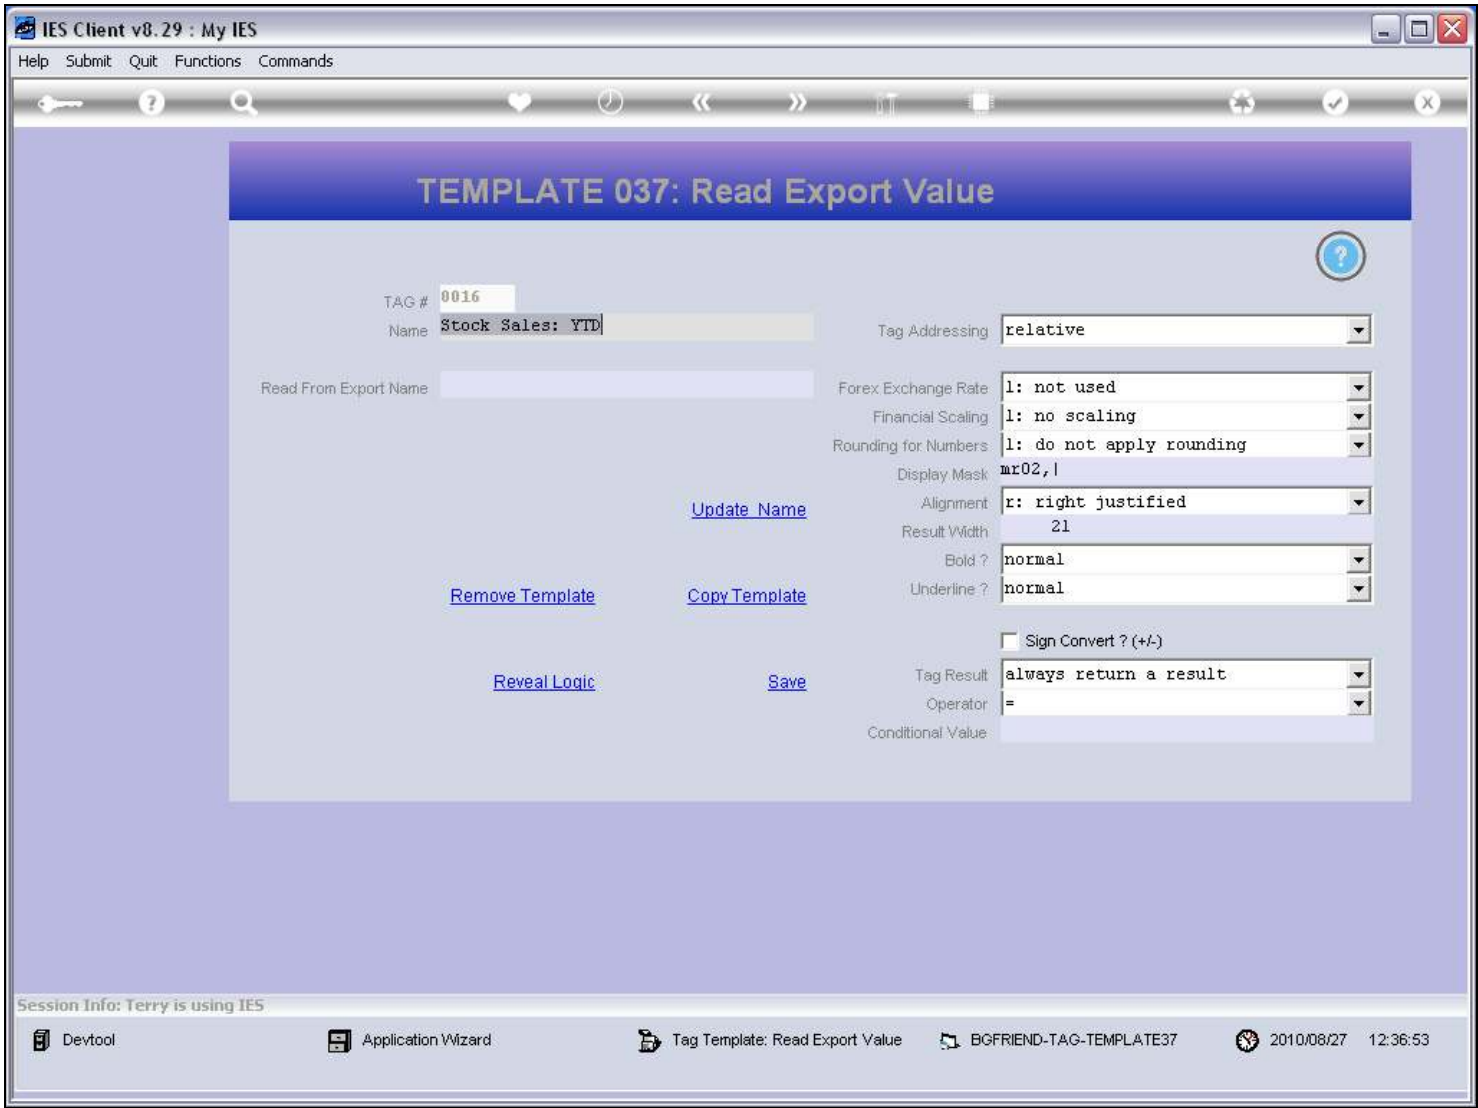 IES Client v8.29 : My IES
Help Submit Quit Functions Commands
TEMPLATE 037: Read Export Value
TAG # 0016
Name Stock Sales: YTD
Tag Addressing relative
Read From Export Name
Forex Exchange Rate 1: not used
Financial Scaling 1: no scaling
Rounding for Numbers 1: do not apply rounding
Display Mask mr02,|
Update Name
Alignment r: right justified
Result Width 21
Bold ? normal
Remove Template
Copy Template
Underline ? normal
Sign Convert ? (+/-)
Reveal Logic
Save
Tag Result always return a result
Operator =
Conditional Value
Session Info: Terry is using IES
Devtool Application Wizard Tag Template: Read Export Value BGFRIEND-TAG-TEMPLATE37 2010/08/27 12:36:53